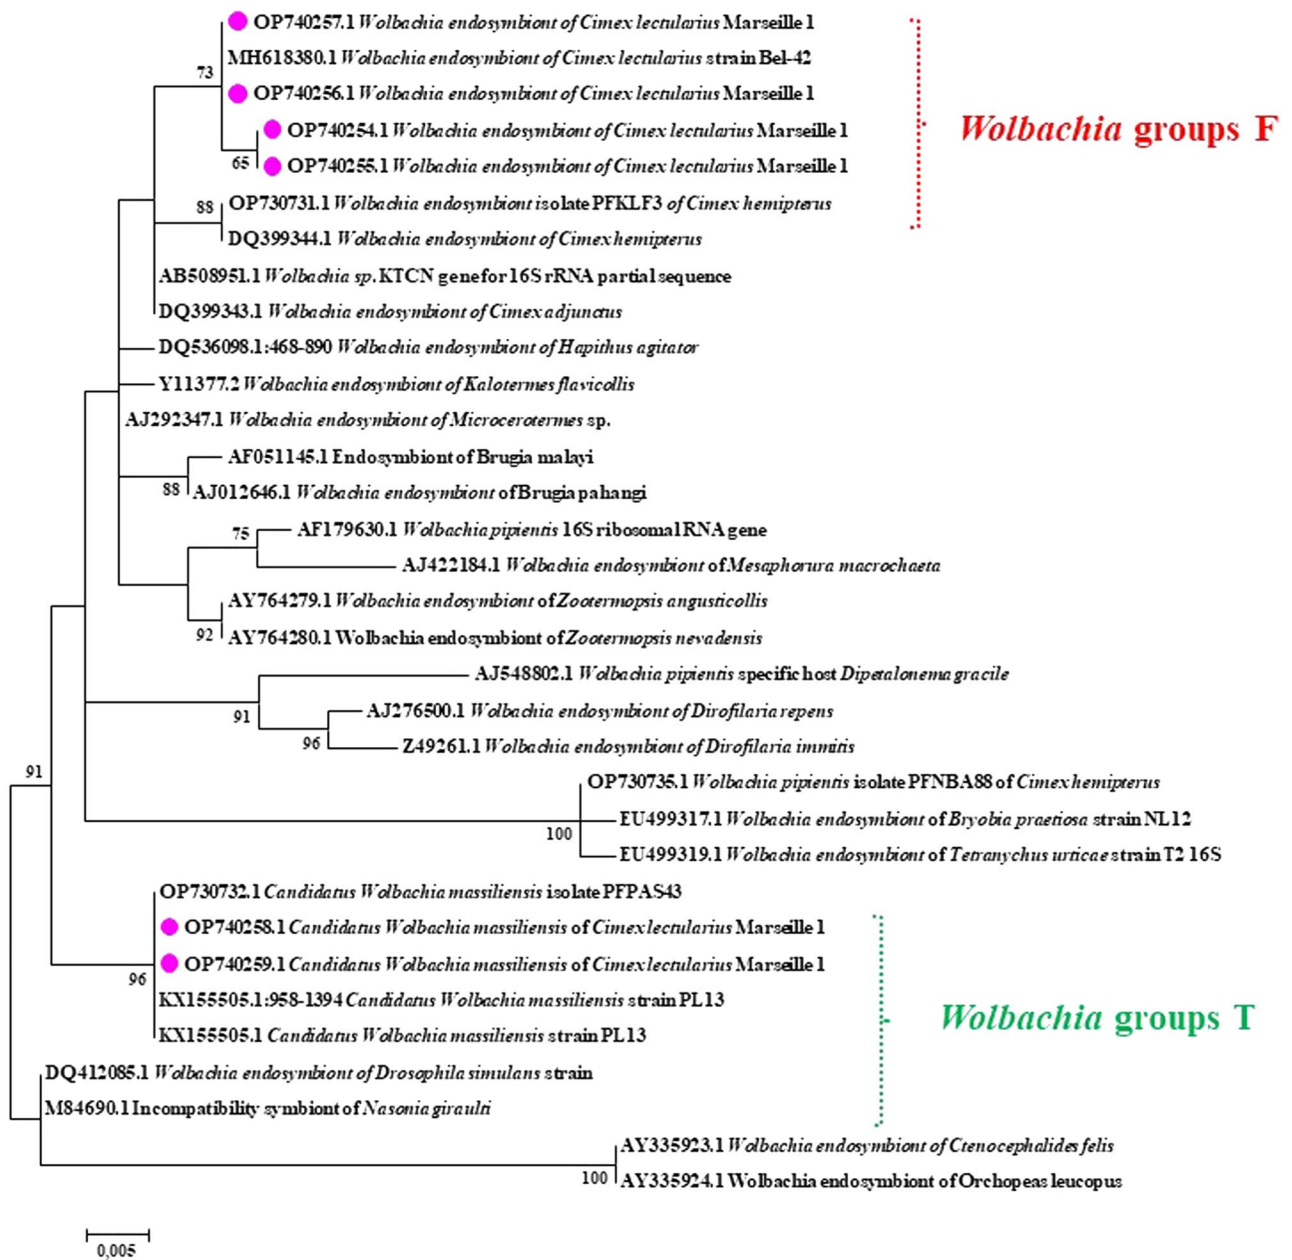 OP740257.1 Wolbachia endosymbiont of Cimex lectularius Marseille 1
MH618380.1 Wolbachia endosymbiont of Cimex lectularius strain Bel-42
73
OP740256.1 Wolbachia endosymbiont of Cimex lectularius Marseille 1
OP740254.1 Wolbachia endosymbiont of Cimex lectularius Marseille 1
Wolbachia groups F
65
OP740255.1 Wolbachia endosymbiont of Cimex lectularius Marseille 1
88
OP730731.1 Wolbachia endosymbiont isolate PFKLF3 of Cimex hemipterus
DQ399344.1 Wolbachia endosymbiont of Cimex hemipterus
AB508951.1 Wolbachia sp. KTCN gene for 16S rRNA partial sequence
DQ399343.1 Wolbachia endosymbiont of Cimex adjunctus
DQ536098.1:468-890 Wolbachia endosymbiont of Hapithus agitator
Y11377.2 Wolbachia endosymbiont of Kalotermes flavicollis
AJ292347.1 Wolbachia endosymbiont of Microcerotermes sp.
AF051145.1 Endosymbiont of Brugia malayi
88
AJ012646.1 Wolbachia endosymbiont of Brugia pahangi
75
AF179630.1 Wolbachia pipientis 16S ribosomal RNA gene
AJ422184.1 Wolbachia endosymbiont of Mesaphorura macrochaeta
AY764279.1 Wolbachia endosymbiont of Zootermopsis angusticollis
92
AY764280.1 Wolbachia endosymbiont of Zootermopsis nevadensis
AJ548802.1 Wolbachia pipientis specific host Dipetalonema gracile
91
AJ276500.1 Wolbachia endosymbiont of Dirofilaria repens
96
Z49261.1 Wolbachia endosymbiont of Dirofilaria immitis
91
OP730735.1 Wolbachia pipientis isolate PFNBA88 of Cimex hemipterus
EU499317.1 Wolbachia endosymbiont of Bryobia praetiosa strain NL12
100
EU499319.1 Wolbachia endosymbiont of Tetranychus urticae strain T2 16S
OP730732.1 Candidatus Wolbachia massiliensis isolate PFPAS43
OP740258.1 Candidatus Wolbachia massiliensis of Cimex lectularius Marseille 1
OP740259.1 Candidatus Wolbachia massiliensis of Cimex lectularius Marseille 1
96
KX155505.1:958-1394 Candidatus Wolbachia massiliensis strain PL13
Wolbachia groups T
KX155505.1 Candidatus Wolbachia massiliensis strain PL13
DQ412085.1 Wolbachia endosymbiont of Drosophila simulans strain
M84690.1 Incompatibility symbiont of Nasonia giraulti
AY335923.1 Wolbachia endosymbiont of Ctenocephalides felis
100
AY335924.1 Wolbachia endosymbiont of Orchopeas leucopus
0,005